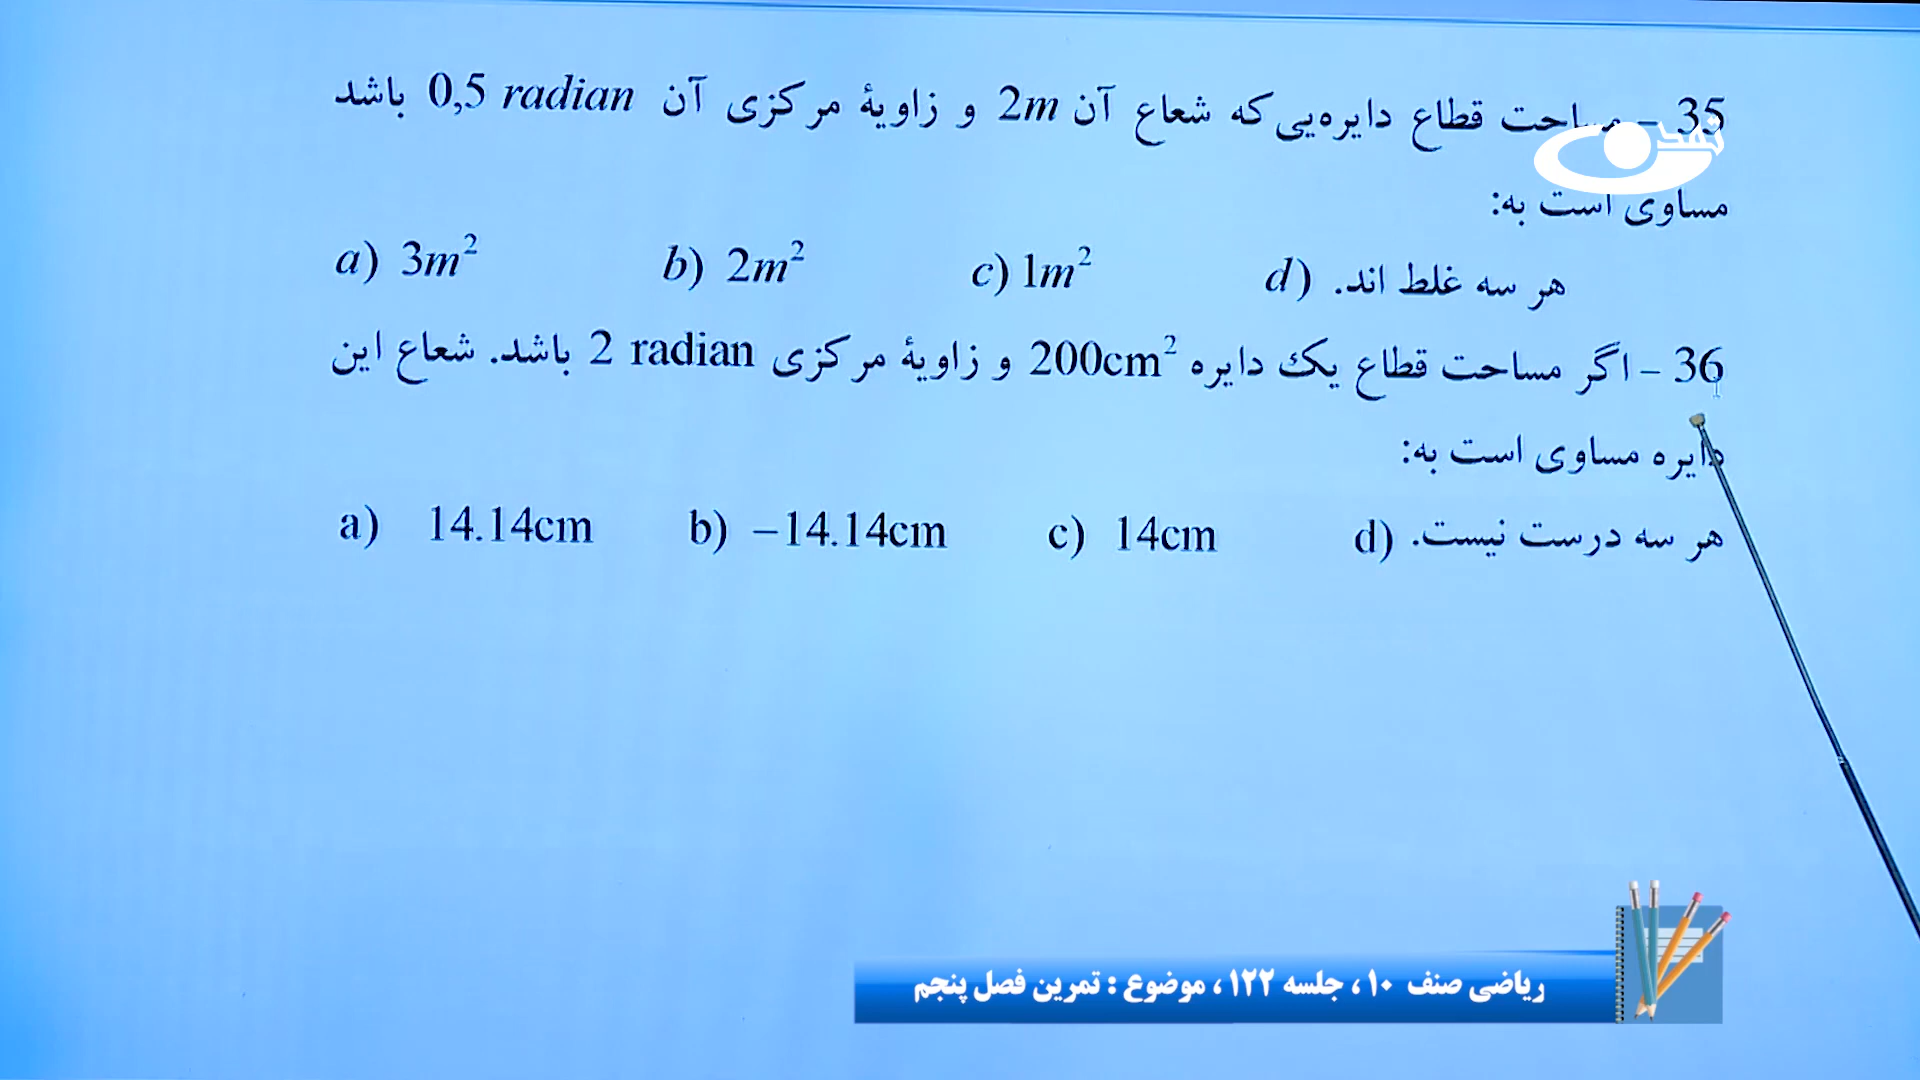 35 – مساحت قطاع دایره‌یی‌که شعاع آن 2m و زاویۀ مرکزی آن 0,5 radian باشد
مساوی است به:
a) 3m² b) 2m² c) 1m² d) هر سه غلط اند.
36 – اگر مساحت قطاع یک دایره 200cm² و زاویۀ مرکزی 2 radian باشد. شعاع این
دایره مساوی است به:
a) 14.14cm b) –14.14cm c) 14cm d) هر سه درست نیست.
ریاضی صنف ۱۰ ، جلسه ۱۲۲ ، موضوع : تمرین فصل پنجم